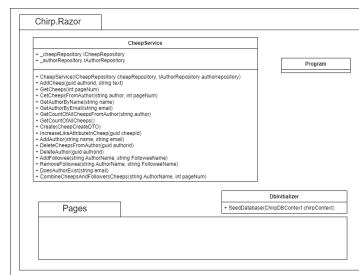 Chirp.Razor
CheepService
+ _cheepRepository ICheepRepository
+ _authorRepository IAuthorRepository
+ CheepService(ICheepRepository cheepRepository, IAuthorRepository authorRepository)
+ AddCheep(guid authorid, string text)
+ GetCheeps(int pageNum)
+ GetCheepsFromAuthor(string author, int pageNum)
+ GetAuthorByName(string name)
+ GetAuthorByEmail(string email)
+ GetCountOfAllCheepsFromAuthor(string author)
+ GetCountOfAllCheeps()
+ Create(CheepCreateDTO)
+ IncreaseLikeAttributeInCheep(guid cheepid)
+ AddAuthor(string name, string email)
+ DeleteCheepsFromAuthor(guid authorid)
+ DeleteAuthor(guid authorid)
+ AddFollowee(string AuthorName, string FolloweeName)
+ RemoveFollowee(string AuthorName, string FolloweeName)
+ DoesAuthorExist(string email)
+ CombineCheepsAndFollowerCheeps(string AuthorName, int pageNum)
Program
DbInitializer
+ SeedDatabase(ChirpDBContext chirpContext)
Pages